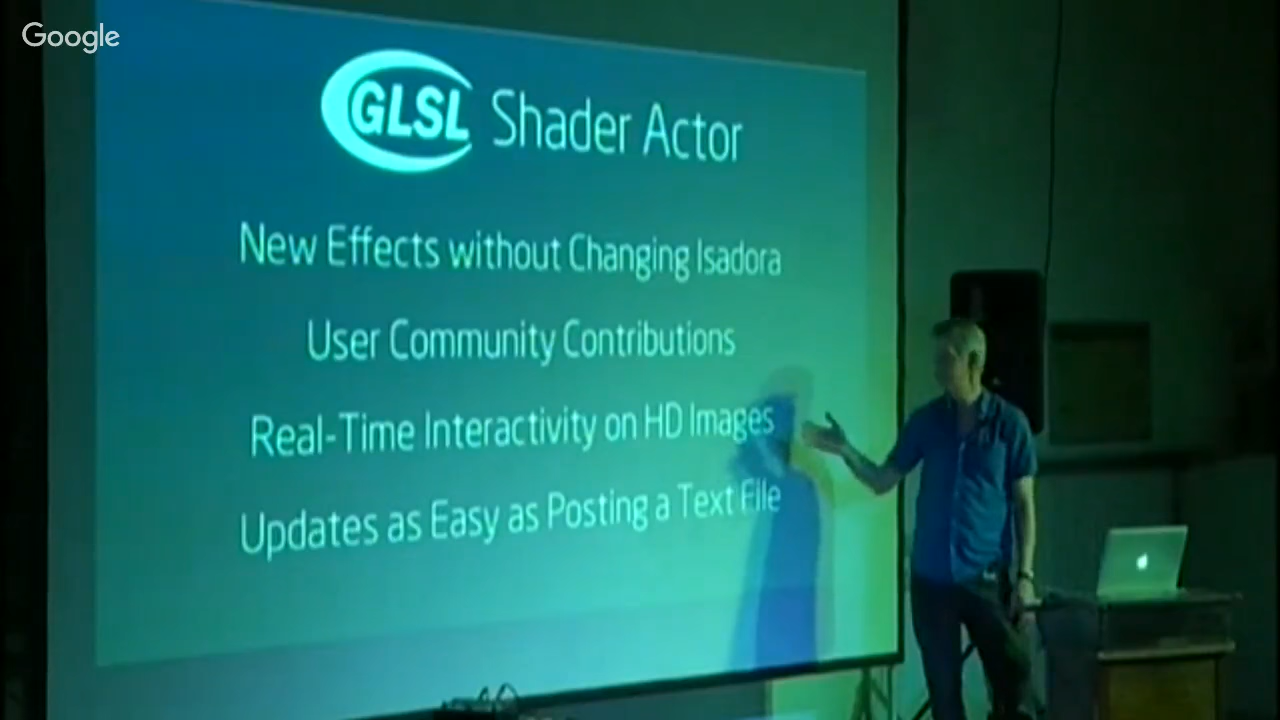 Google
GLSL Shader Actor
New Effects without Changing Isadora
User Community Contributions
Real-Time Interactivity on HD Images
Updates as Easy as Posting a Text File